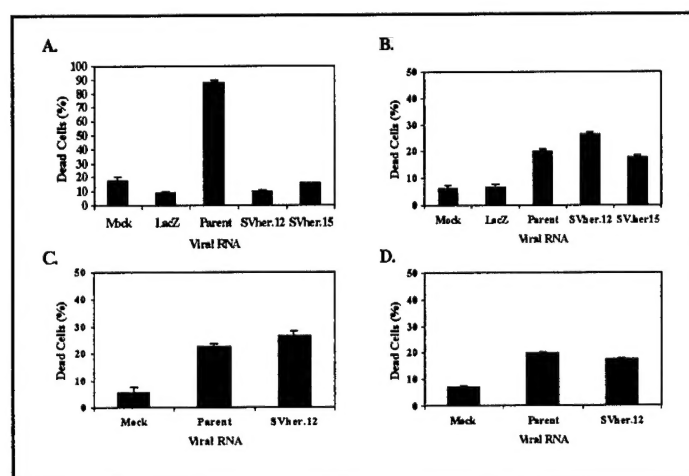 A.
Dead Cells (%)
100
90
80
70
60
50
40
30
20
10
0
Mock LacZ Parent SVher.12 SVher.15
Viral RNA
B.
Dead Cells (%)
50
40
30
20
10
0
Mock LacZ Parent SVher.12 SVher15
Viral RNA
C.
Dead Cells (%)
50
40
30
20
10
0
Mock Parent SVher.12
Viral RNA
D.
Dead Cells (%)
50
40
30
20
10
0
Mock Parent SVher.12
Viral RNA